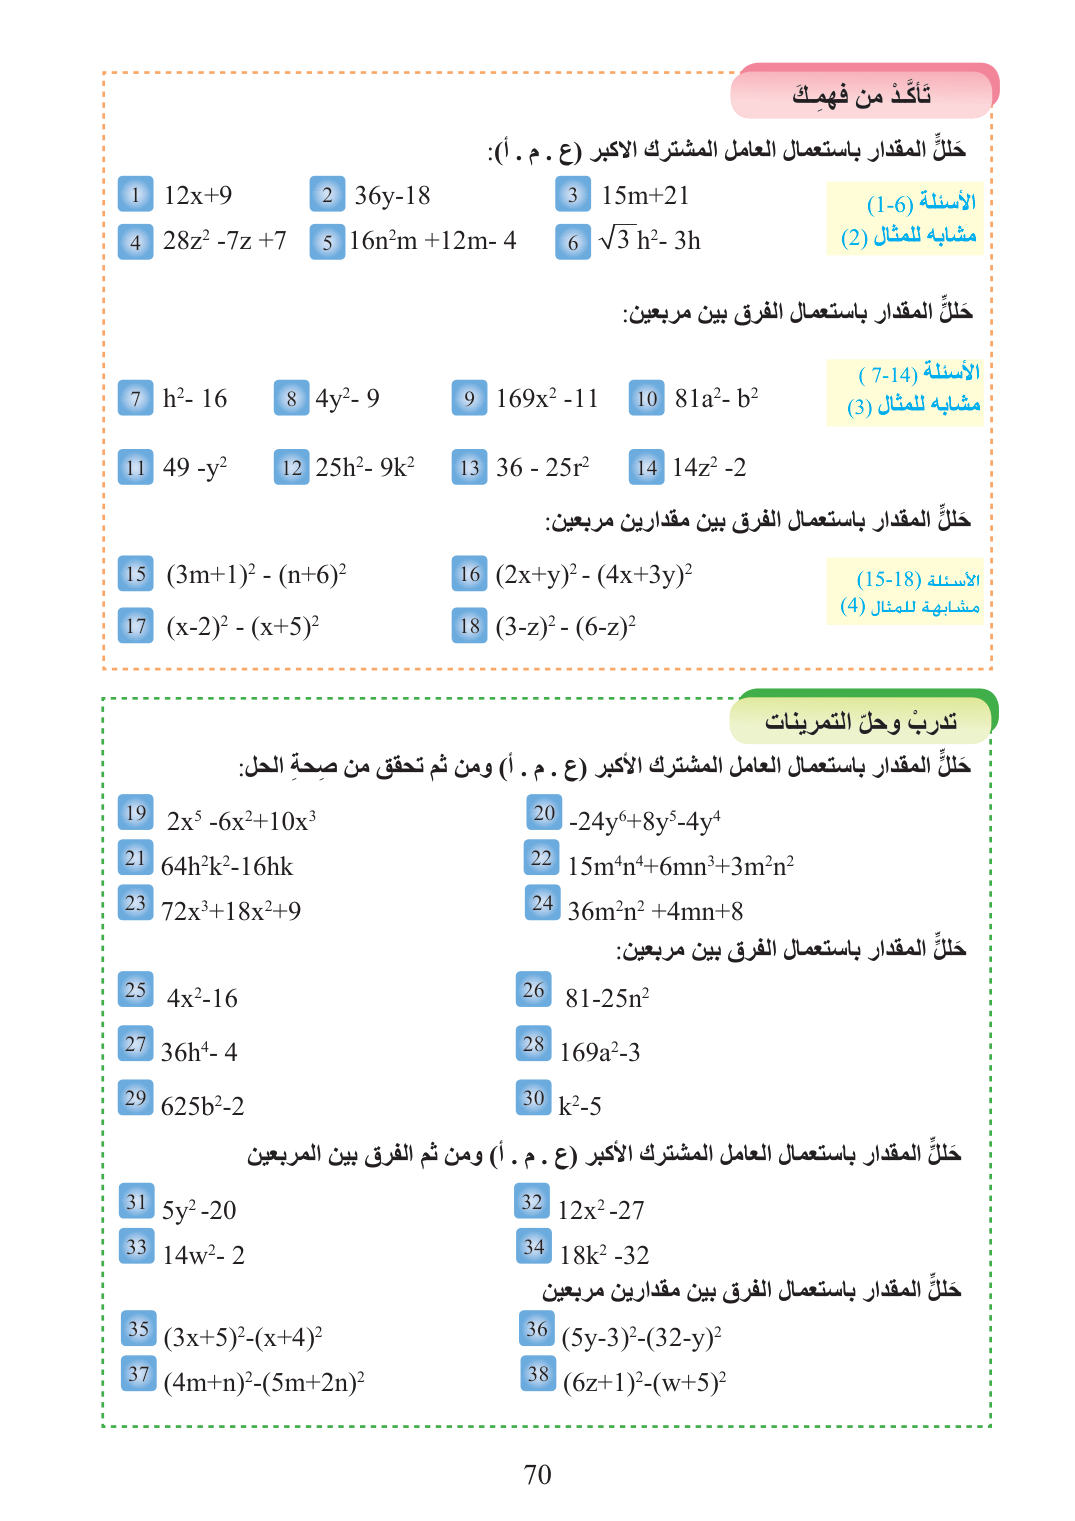 تَأكَّـدْ من فهمِـكَ
حَللِّ المقدار باستعمال العامل المشترك الاكبر (ع . م . أ):
الأسئلة (6-1)
مشابه للمثال (2)
1 12x+9 2 36y-18 3 15m+21
4 28z² -7z +7 5 16n²m +12m- 4 6 √3 h²- 3h
حَللِّ المقدار باستعمال الفرق بين مربعين:
الأسئلة (14-7 )
مشابه للمثال (3)
7 h²- 16 8 4y²- 9 9 169x² -11 10 81a²- b²
11 49 -y² 12 25h²- 9k² 13 36 - 25r² 14 14z² -2
حَللِّ المقدار باستعمال الفرق بين مقدارين مربعين:
الأسئلة (18-15)
مشابهة للمثال (4)
15 (3m+1)² - (n+6)² 16 (2x+y)² - (4x+3y)²
17 (x-2)² - (x+5)² 18 (3-z)² - (6-z)²
تدربْ وحلّ التمرينات
حَللِّ المقدار باستعمال العامل المشترك الأكبر (ع . م . أ) ومن ثم تحقق من صِحةِ الحل:
19 2x⁵ -6x²+10x³ 20 -24y⁶+8y⁵-4y⁴
21 64h²k²-16hk 22 15m⁴n⁴+6mn³+3m²n²
23 72x³+18x²+9 24 36m²n² +4mn+8
حَللِّ المقدار باستعمال الفرق بين مربعين:
25 4x²-16 26 81-25n²
27 36h⁴- 4 28 169a²-3
29 625b²-2 30 k²-5
حَللِّ المقدار باستعمال العامل المشترك الأكبر (ع . م . أ) ومن ثم الفرق بين المربعين
31 5y² -20 32 12x² -27
33 14w²- 2 34 18k² -32
حَللِّ المقدار باستعمال الفرق بين مقدارين مربعين
35 (3x+5)²-(x+4)² 36 (5y-3)²-(32-y)²
37 (4m+n)²-(5m+2n)² 38 (6z+1)²-(w+5)²
70